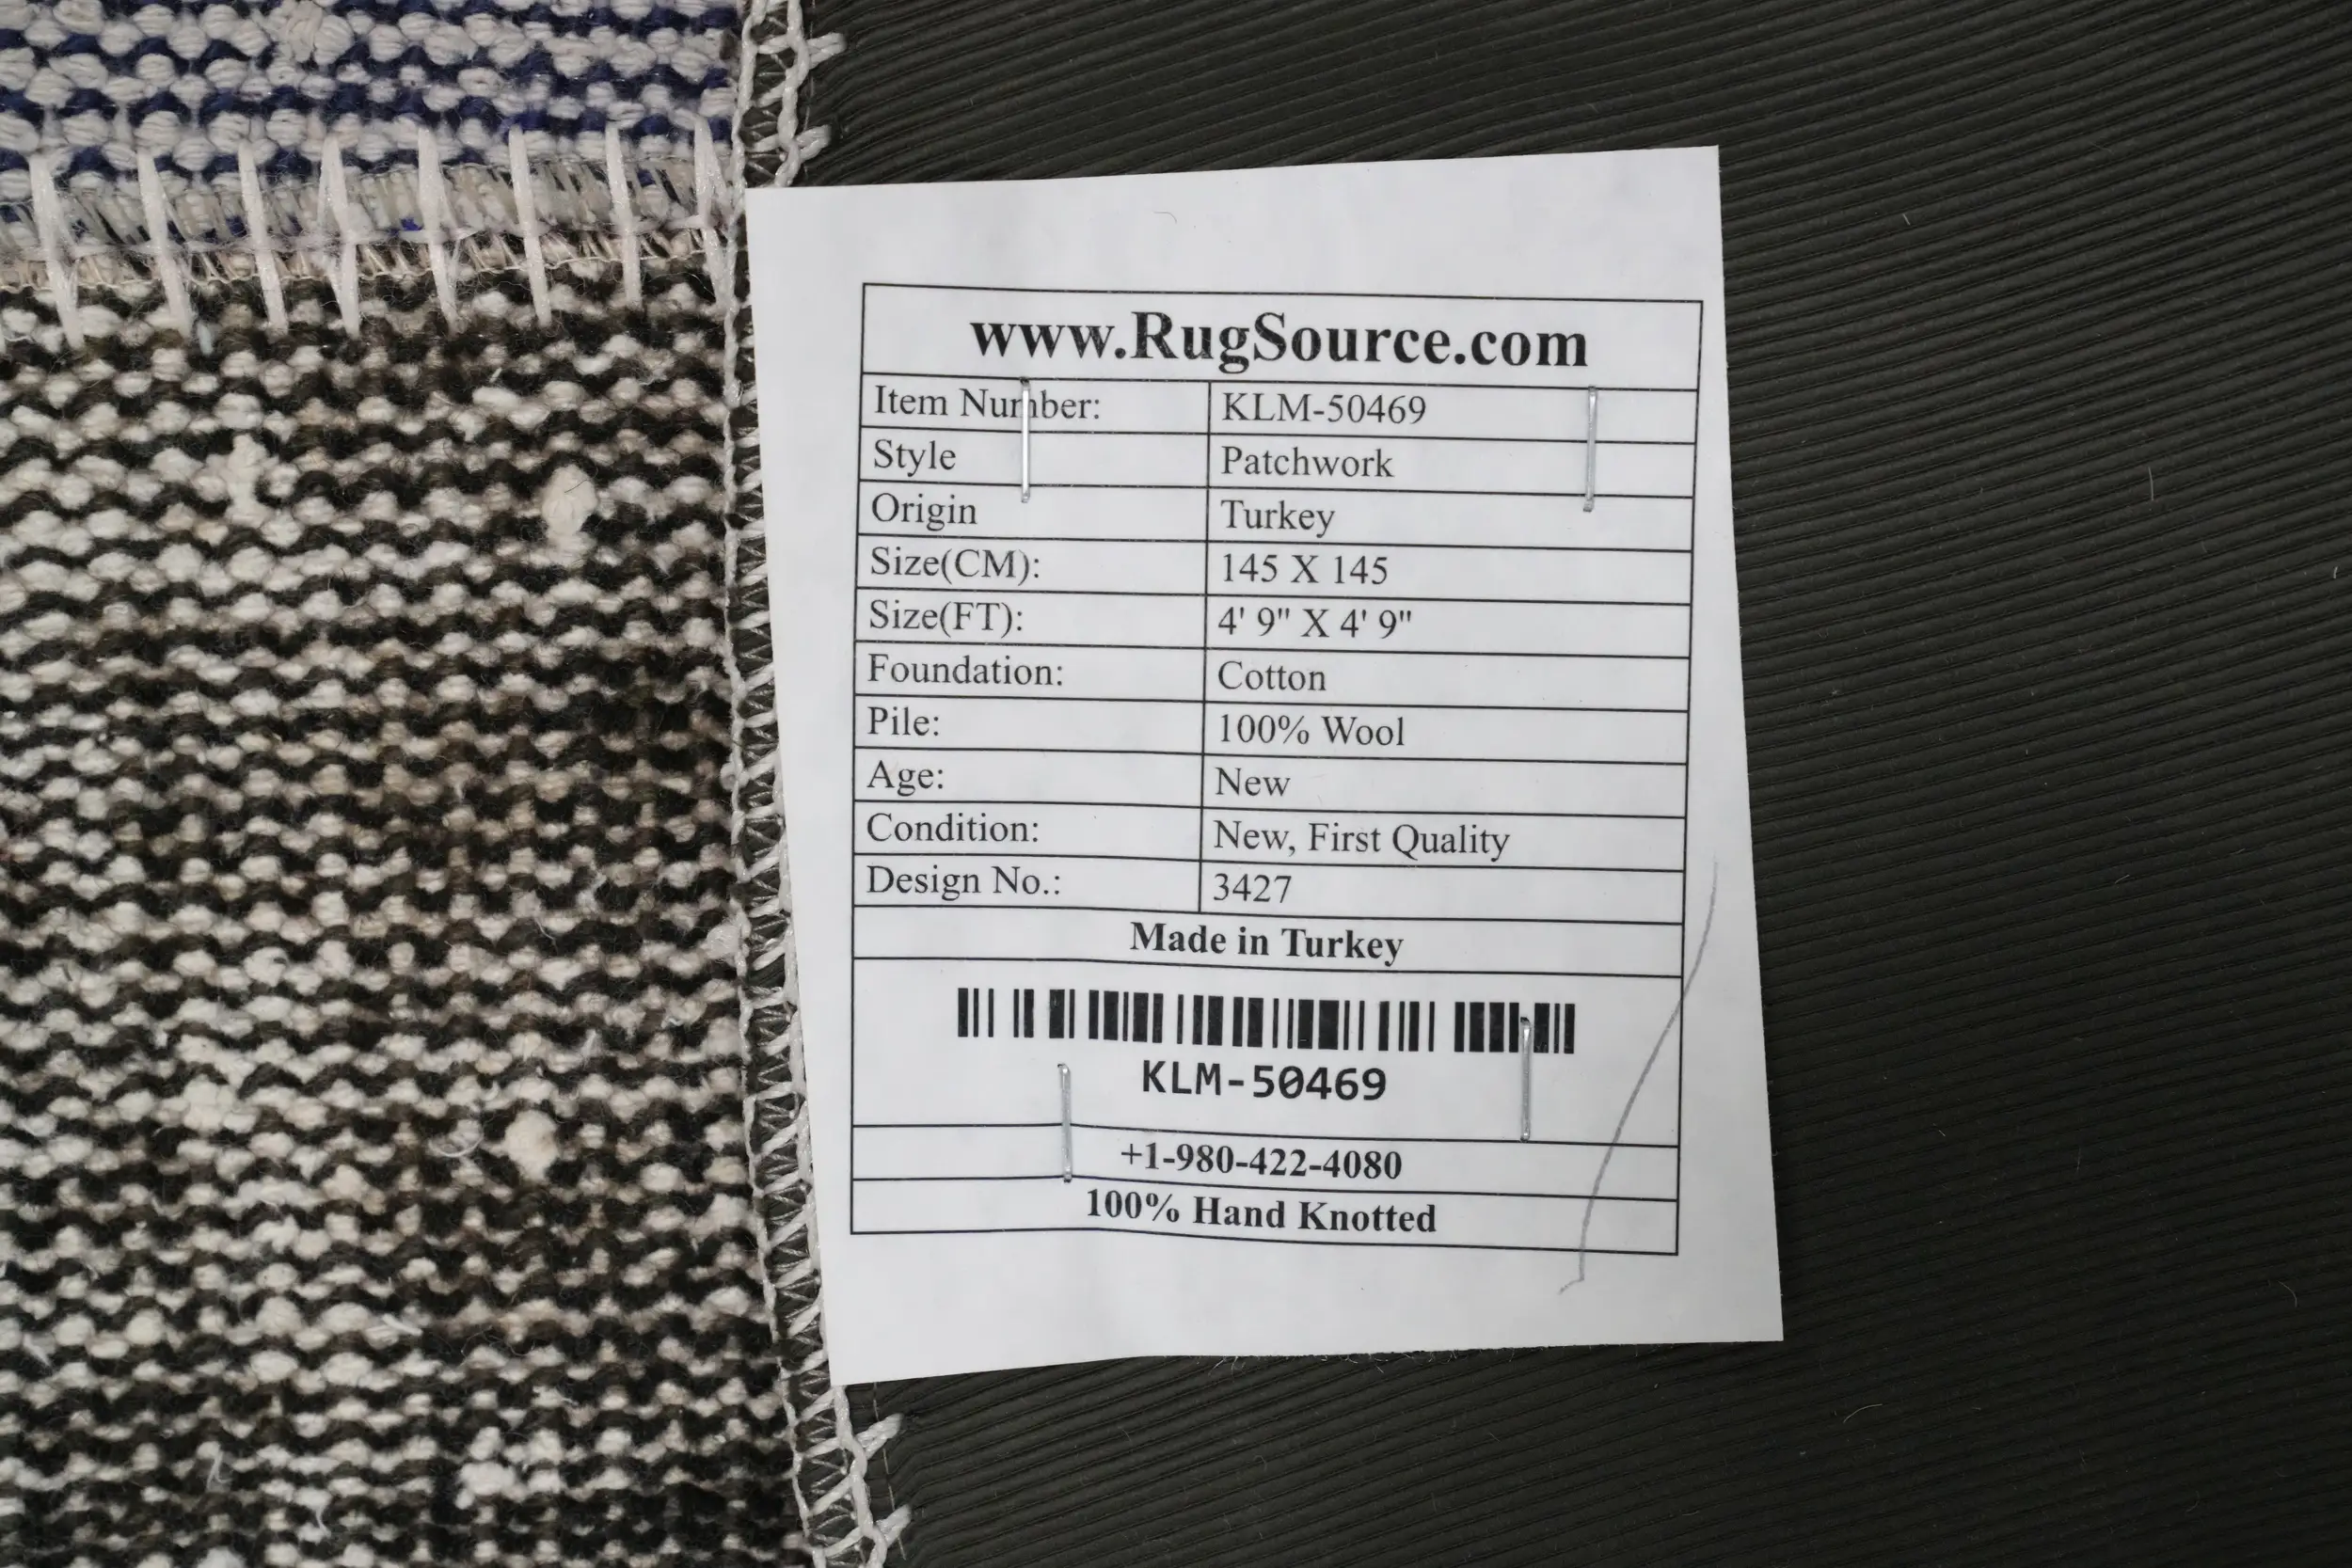 www.RugSource.com
Item Number: KLM-50469
Style Patchwork
Origin Turkey
Size(CM): 145 X 145
Size(FT): 4' 9" X 4' 9"
Foundation: Cotton
Pile: 100% Wool
Age: New
Condition: New, First Quality
Design No.: 3427
Made in Turkey
KLM-50469
+1-980-422-4080
100% Hand Knotted